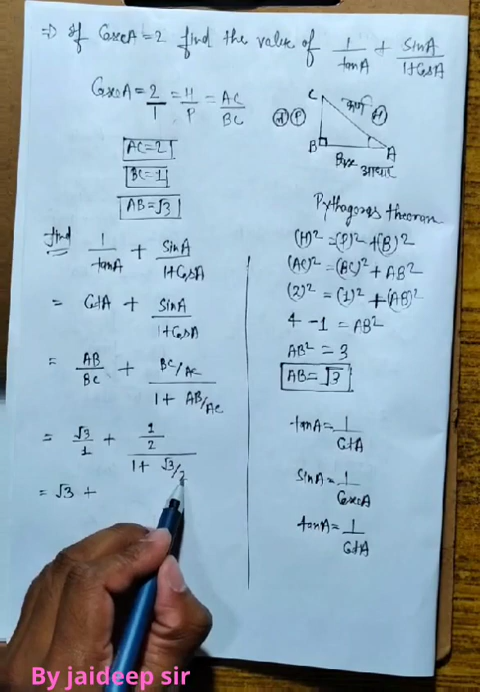 ⇒ If CosecA = 2 find the value of 1/tanA + SinA/1+CosA
CosecA = 2/1 = H/P = AC/BC
AC = 2
BC = 1
AB = √3
C
कर्ण H
P
B
A
Base
आधार
find 1/tanA + SinA/1+CosA
= CotA + SinA/1+CosA
= AB/BC + BC/AC / 1 + AB/AC
= √3/1 + 1/2 / 1 + √3/2
= √3 +
Pythagoras theoram
(H)² = (P)² + (B)²
(AC)² = (BC)² + AB²
(2)² = (1)² + (AB)²
4 - 1 = AB²
AB² = 3
AB = √3
tanA = 1/CotA
SinA = 1/CosecA
tanA = 1/CotA
By jaideep sir